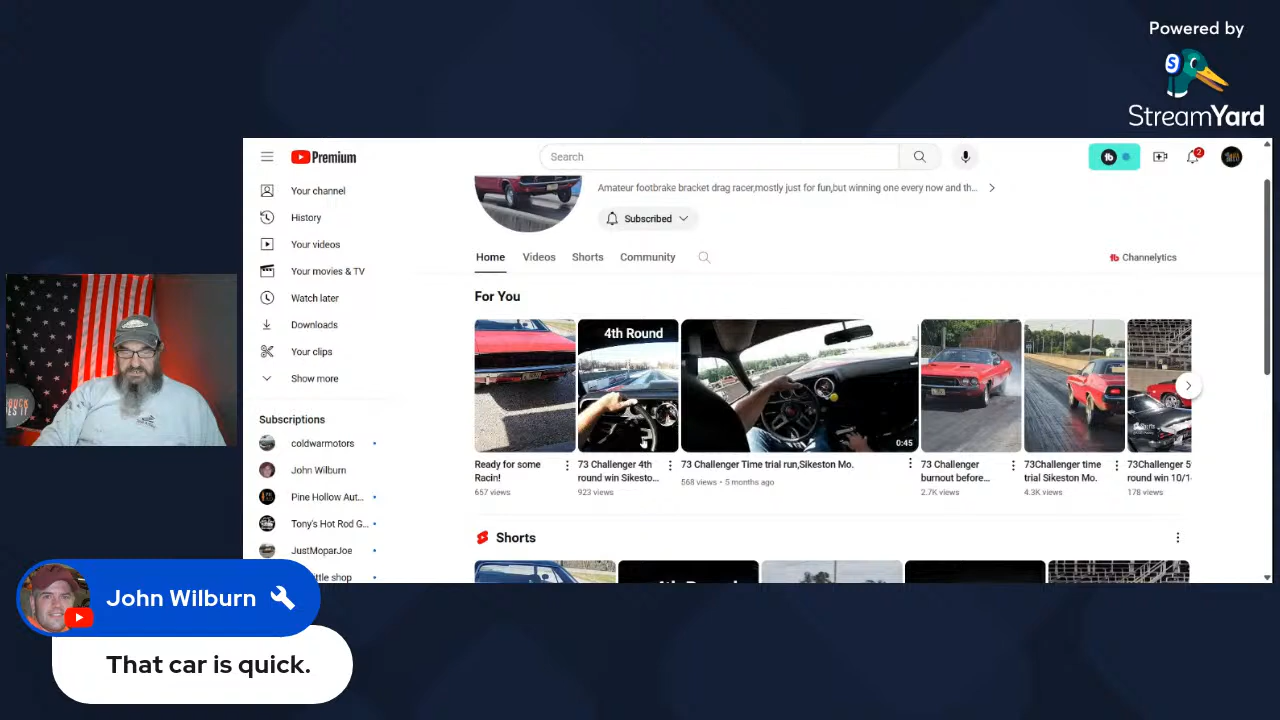 Powered by
StreamYard
Premium
Search
2
Your channel
History
Your videos
Your movies & TV
Watch later
Downloads
Your clips
Show more
Subscriptions
coldwarmotors
John Wilburn
Pine Hollow Aut...
Tony's Hot Rod G...
JustMoparJoe
ttle shop
Amateur footbrake bracket drag racer,mostly just for fun,but winning one every now and th...
Subscribed
Home
Videos
Shorts
Community
Channelytics
For You
4th Round
0:45
Ready for some
Racin!
657 views
73 Challenger 4th
round win Sikesto...
923 views
73 Challenger Time trial run,Sikeston Mo.
568 views • 5 months ago
73 Challenger
burnout before...
2.7K views
73Challenger time
trial Sikeston Mo.
4.3K views
73Challenger 5
round win 10/1
178 views
Shorts
John Wilburn
That car is quick.